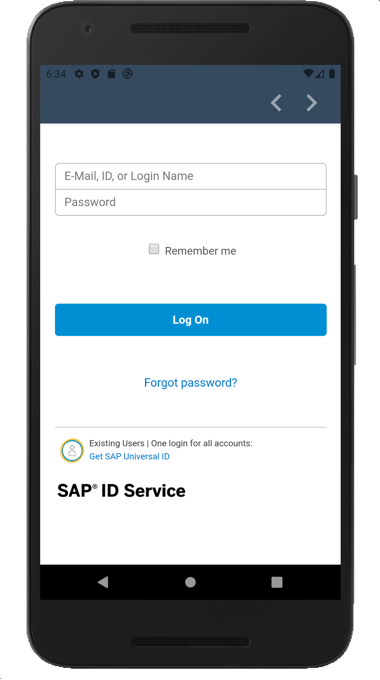 6:34
E-Mail, ID, or Login Name
Password
Remember me
Log On
Forgot password?
Existing Users | One login for all accounts:
Get SAP Universal ID
SAP® ID Service